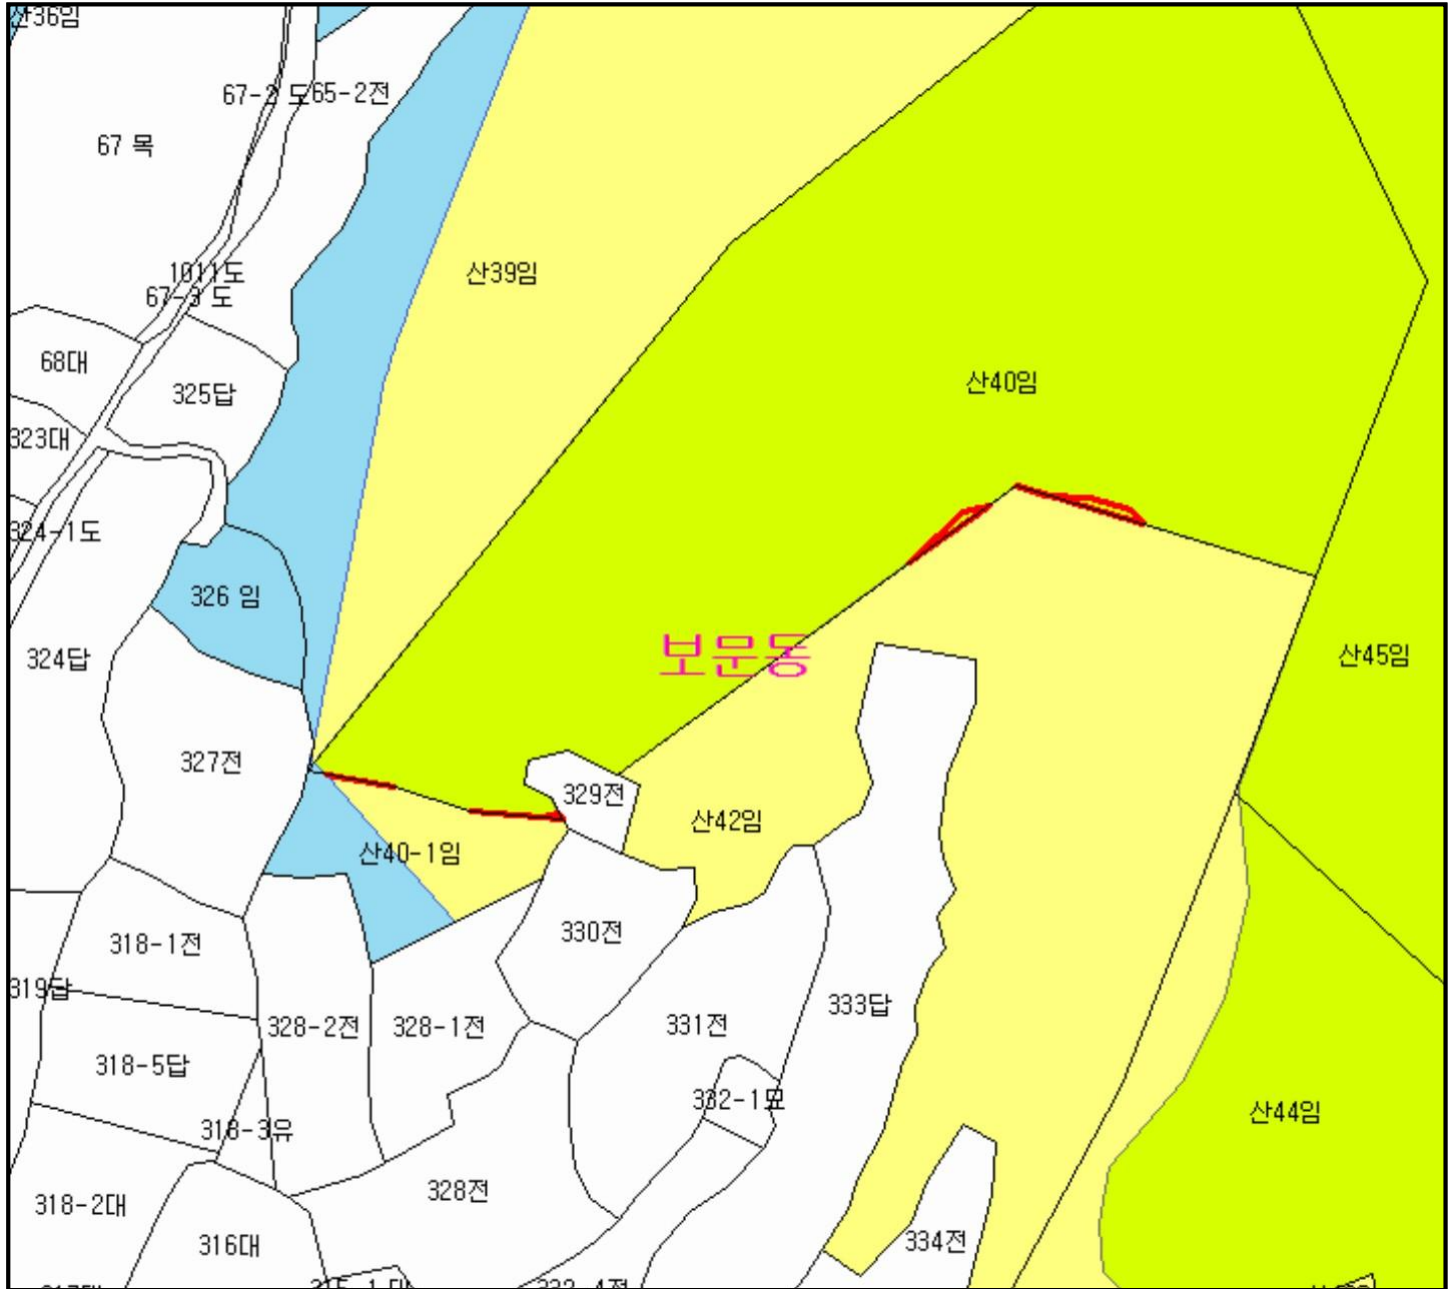 산36임
67-2 도
65-2전
67 목
산39임
1011도
67-3 도
68대
산40임
325답
323대
324-1도
326 임
보문동
324답
산45임
327전
329전
산42임
산40-1임
330전
318-1전
319답
333답
328-2전
328-1전
331전
318-5답
332-1묘
산44임
318-3유
328전
318-2대
316대
334전